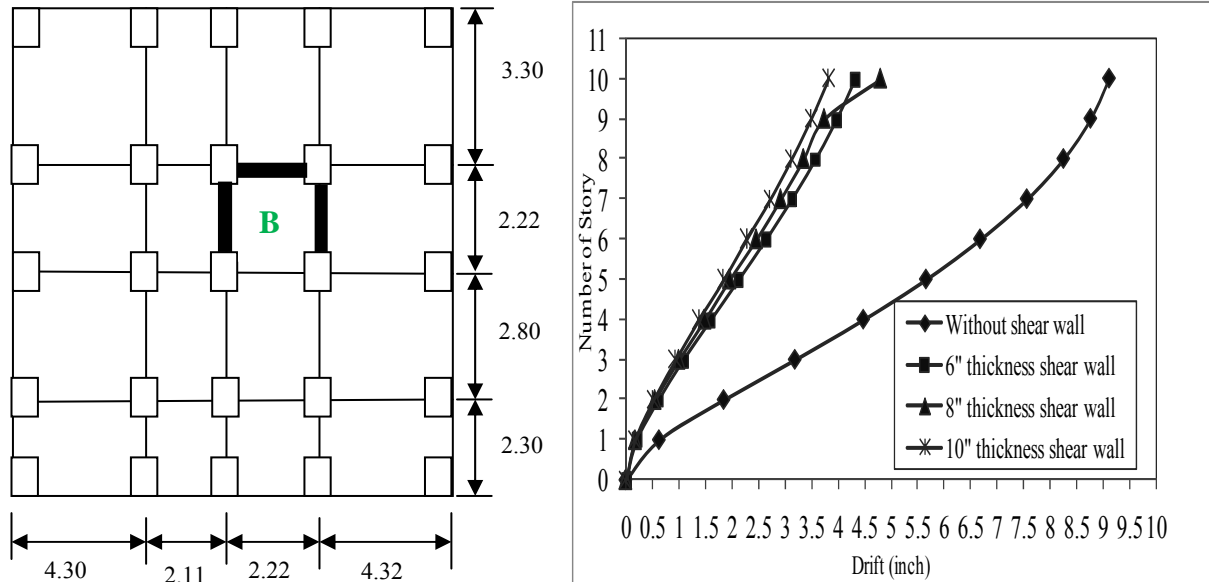 3.30
2.22
B
2.80
2.30
4.30
2.11
2.22
4.32
11
10
9
8
7
6
5
4
3
2
1
0
Number of Story
Without shear wall
6" thickness shear wall
8" thickness shear wall
10" thickness shear wall
0 0.5 1 1.5 2 2.5 3 3.5 4 4.5 5 5.5 6 6.5 7 7.5 8 8.5 9 9.5 10
Drift (inch)